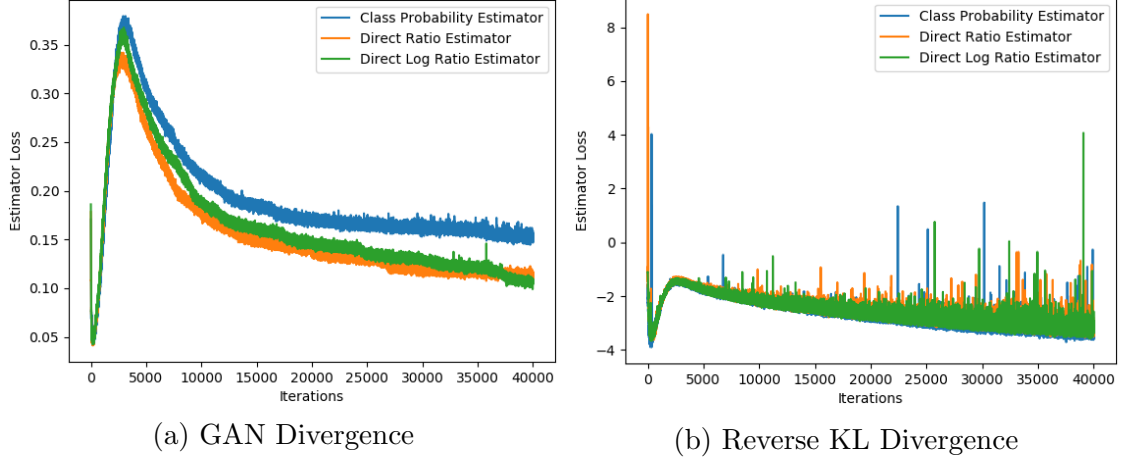 Class Probability Estimator
Direct Ratio Estimator
Direct Log Ratio Estimator
Estimator Loss
0.35
0.30
0.25
0.20
0.15
0.10
0.05
0 5000 10000 15000 20000 25000 30000 35000 40000
Iterations
(a) GAN Divergence
Class Probability Estimator
Direct Ratio Estimator
Direct Log Ratio Estimator
Estimator Loss
8
6
4
2
0
−2
−4
0 5000 10000 15000 20000 25000 30000 35000 40000
Iterations
(b) Reverse KL Divergence